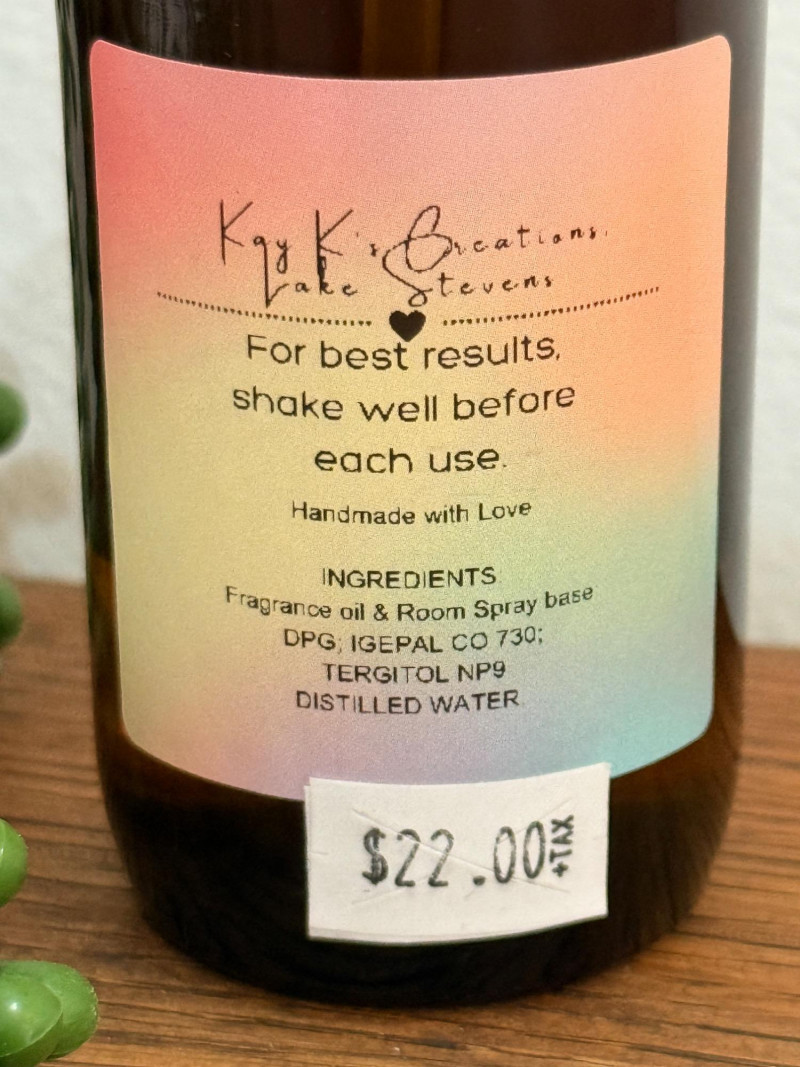 Kay K's Creations.
Lake Stevens
For best results,
shake well before
each use.
Handmade with Love
INGREDIENTS
Fragrance oil & Room Spray base
DPG; IGEPAL CO 730;
TERGITOL NP9
DISTILLED WATER
$22.00 +TAX